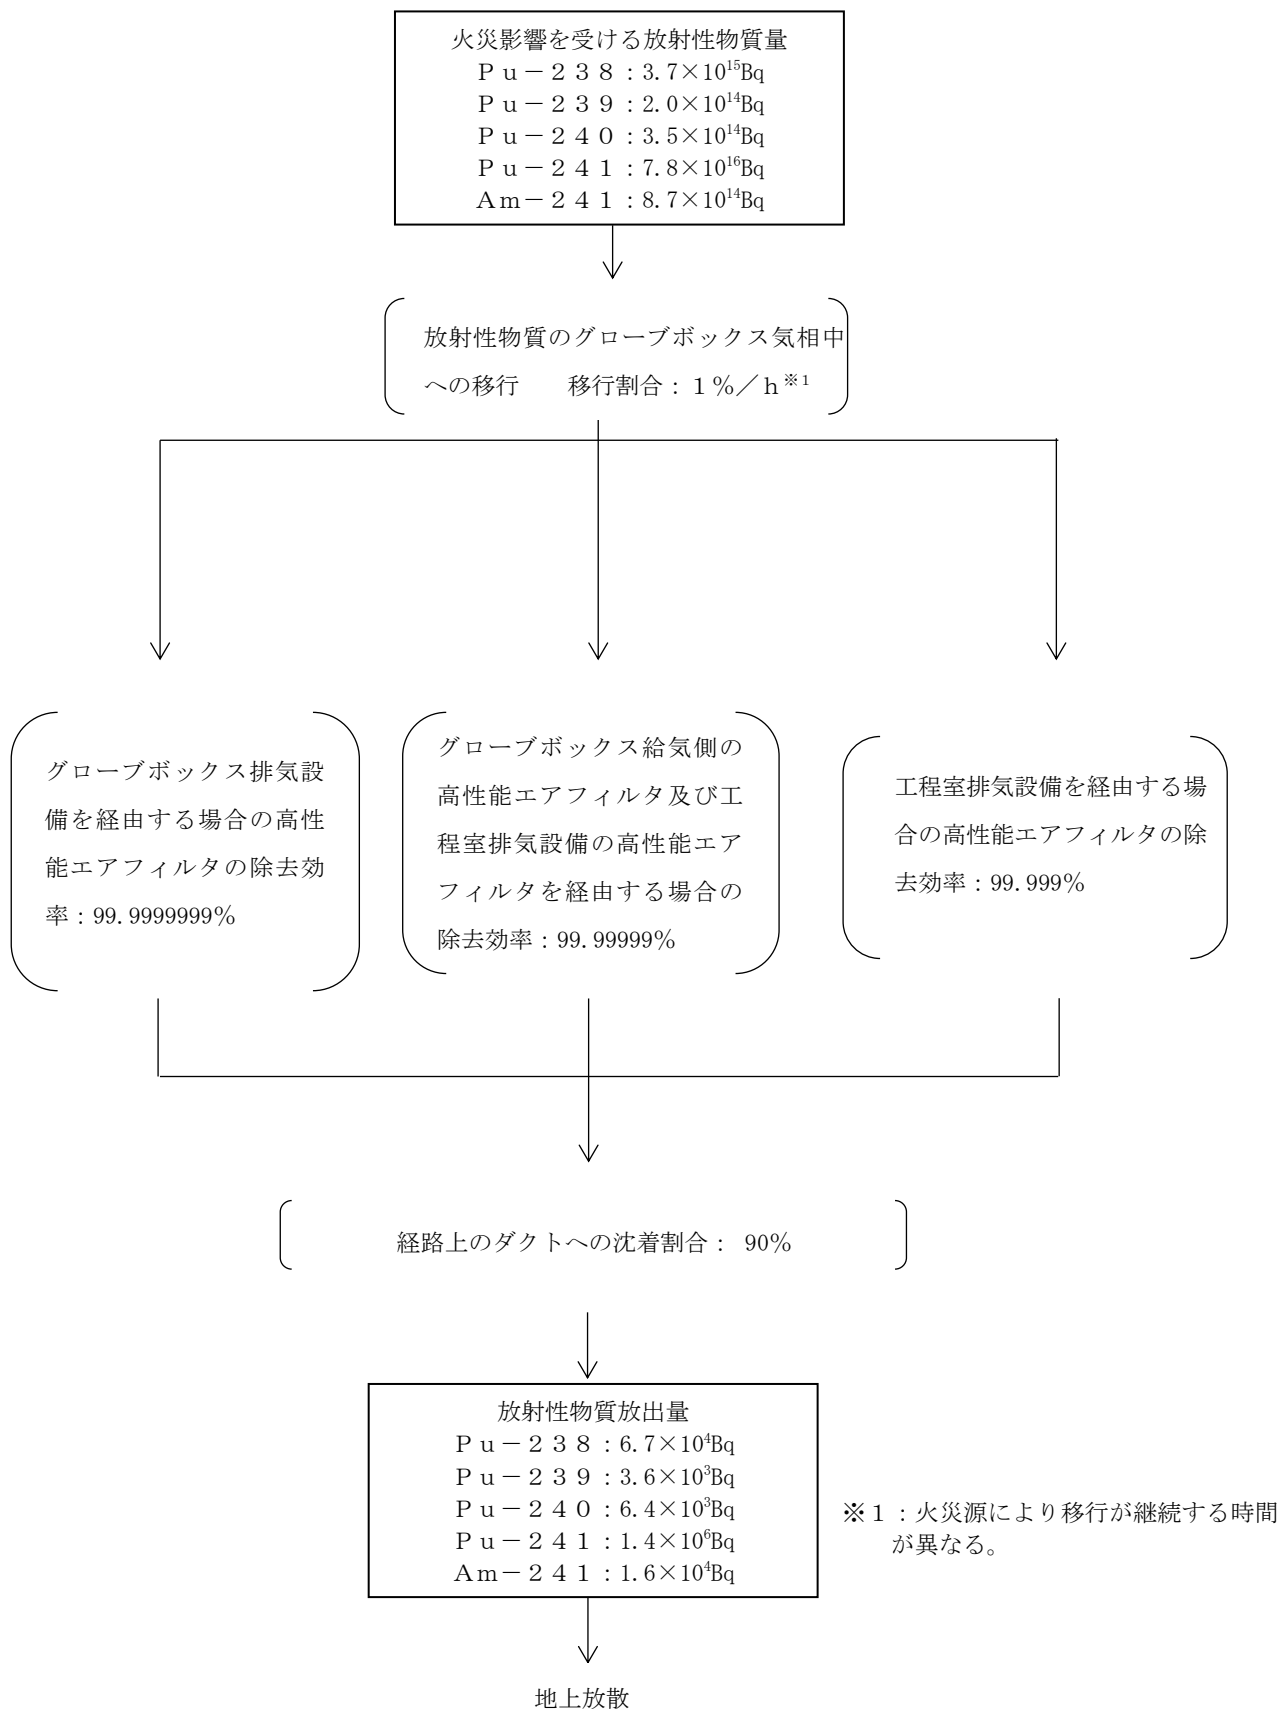 火災影響を受ける放射性物質量
Ｐｕ－２３８：3.7×10¹⁵Bq
Ｐｕ－２３９：2.0×10¹⁴Bq
Ｐｕ－２４０：3.5×10¹⁴Bq
Ｐｕ－２４１：7.8×10¹⁶Bq
Ａｍ－２４１：8.7×10¹⁴Bq
放射性物質のグローブボックス気相中
への移行　　移行割合：１％／ｈ※1
グローブボックス排気設
備を経由する場合の高性
能エアフィルタの除去効
率：99.9999999％
グローブボックス給気側の
高性能エアフィルタ及び工
程室排気設備の高性能エア
フィルタを経由する場合の
除去効率：99.99999％
工程室排気設備を経由する場
合の高性能エアフィルタの除
去効率：99.999％
経路上のダクトへの沈着割合： 90％
放射性物質放出量
Ｐｕ－２３８：6.7×10⁴Bq
Ｐｕ－２３９：3.6×10³Bq
Ｐｕ－２４０：6.4×10³Bq
Ｐｕ－２４１：1.4×10⁶Bq
Ａｍ－２４１：1.6×10⁴Bq
※１：火災源により移行が継続する時間
が異なる。
地上放散